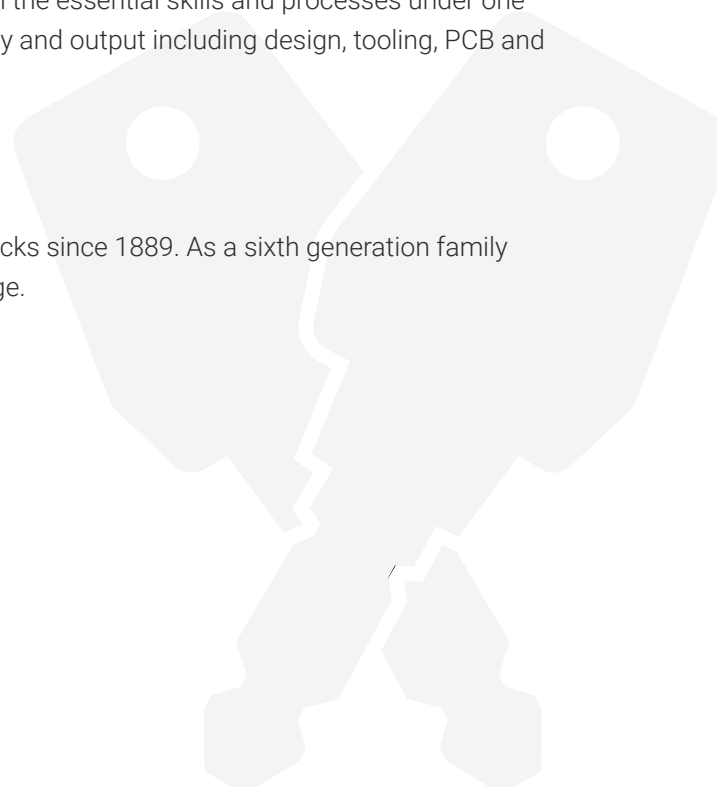 the essential skills and processes under one
y and output including design, tooling, PCB and
cks since 1889. As a sixth generation family
ge.